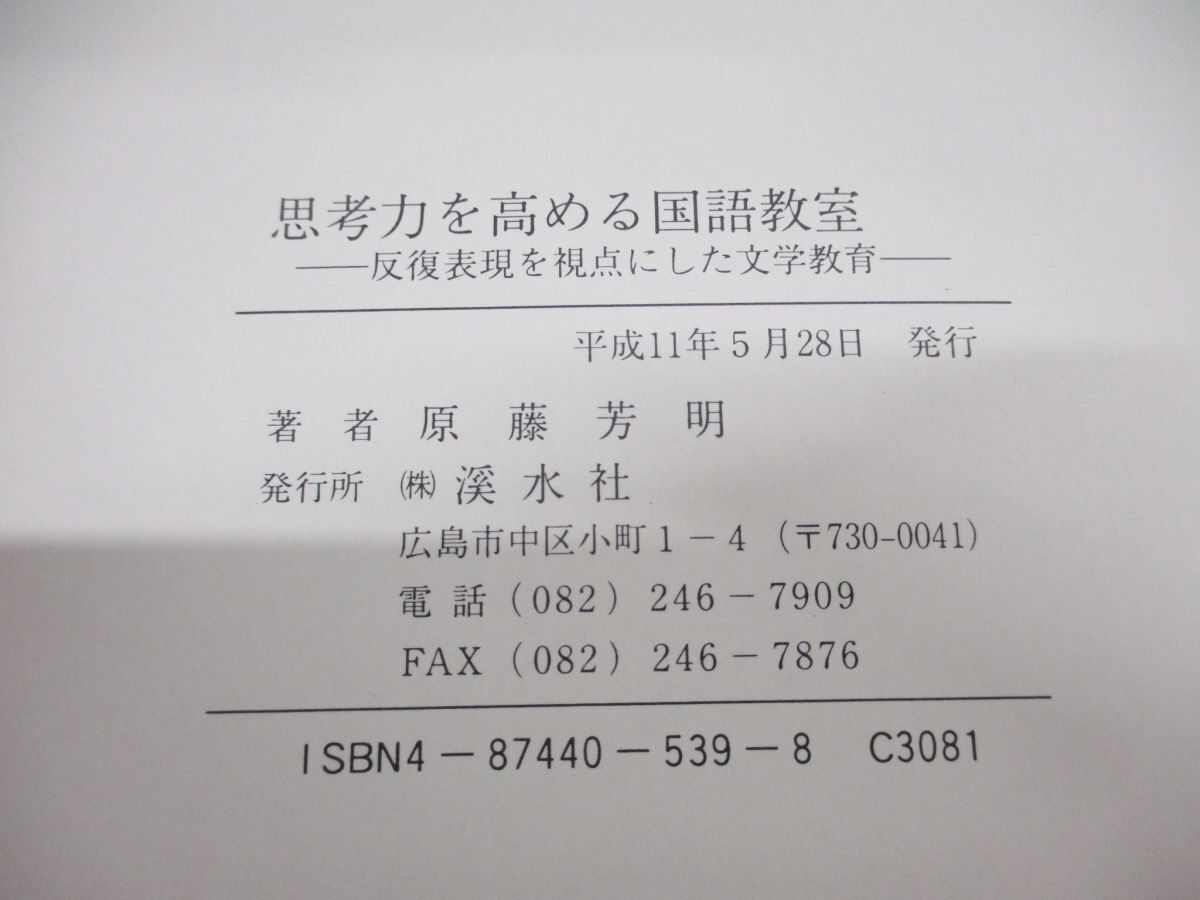 思考力を高める国語教室
――反復表現を視点にした文学教育――
平成11年5月28日　発行
著　者　原　藤　芳　明
発行所　㈱ 溪 水 社
広島市中区小町1－4（〒730-0041）
電 話（082）246－7909
FAX（082）246－7876
ISBN4－87440－539－8　C3081